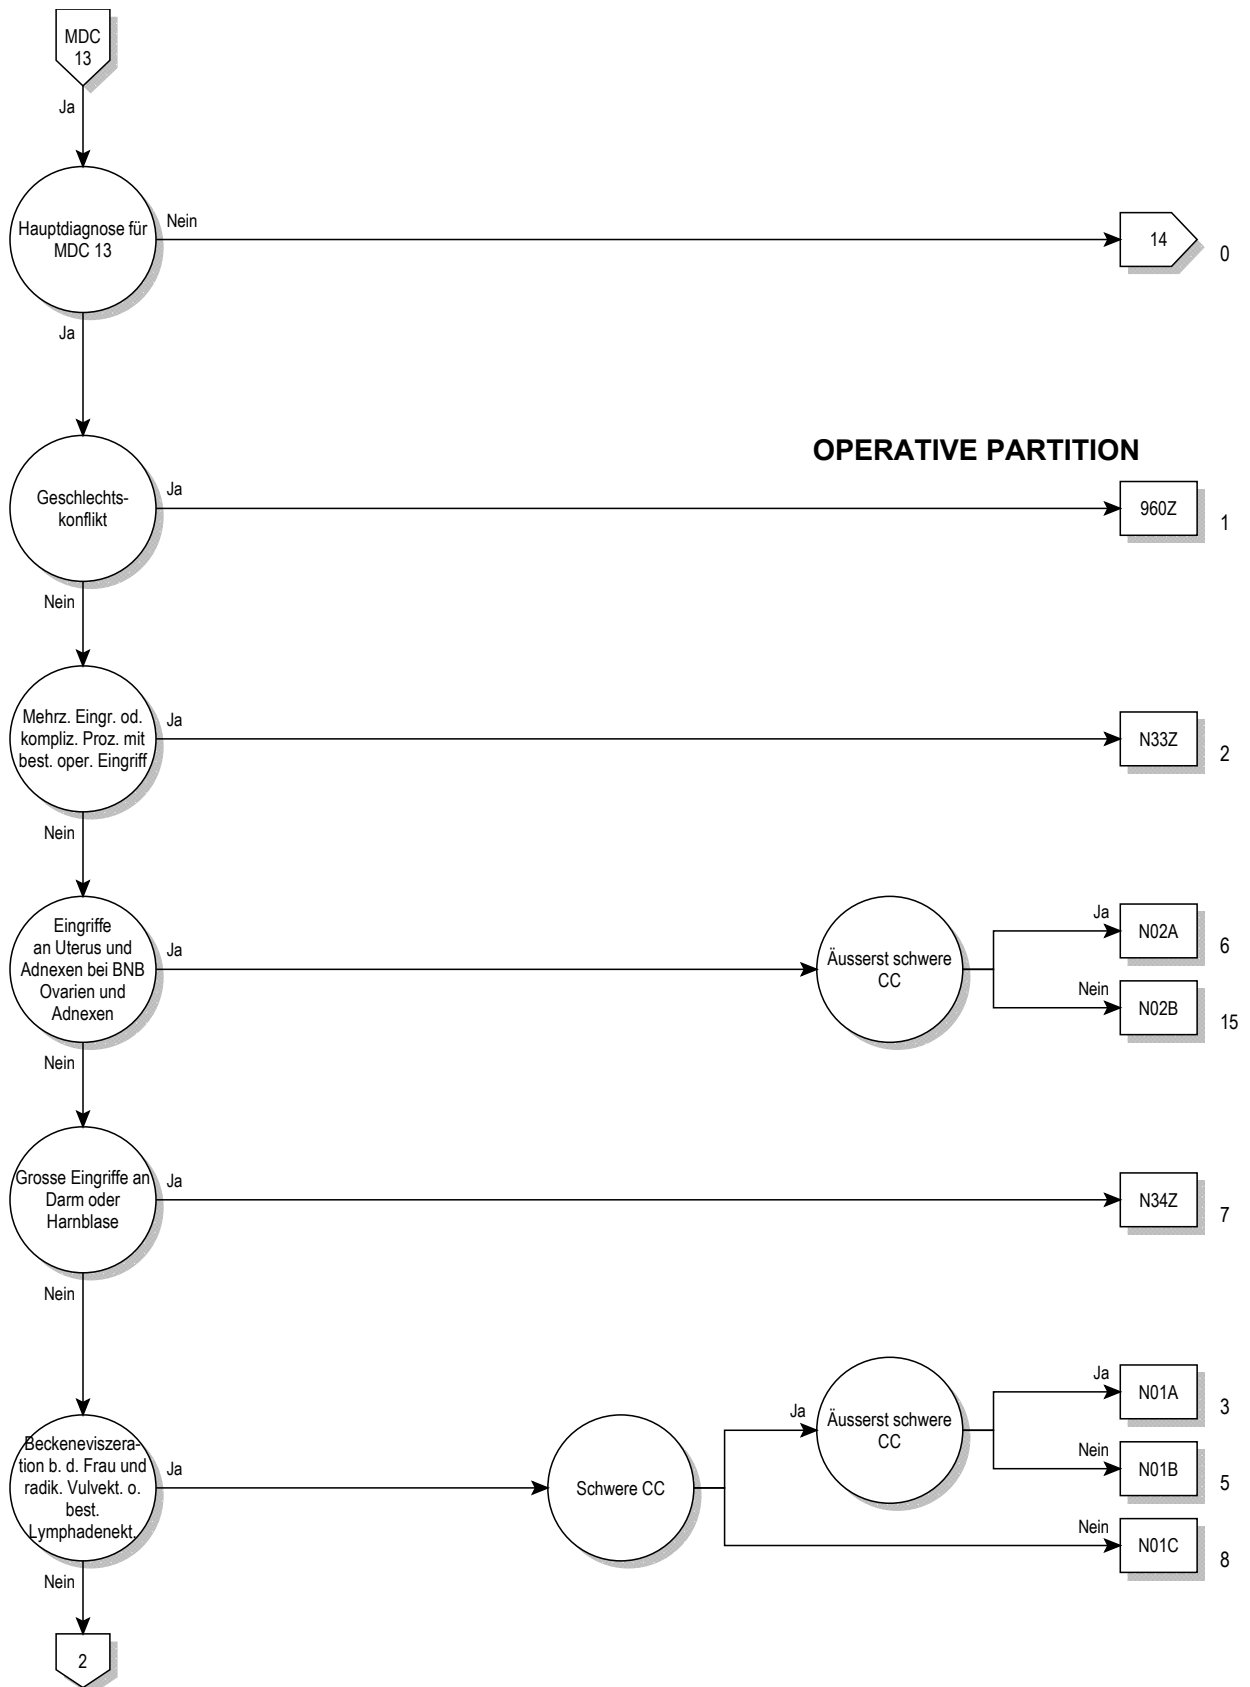 MDC
13
Ja
Hauptdiagnose für
MDC 13
Nein
14
0
Ja
OPERATIVE PARTITION
Geschlechts-
konflikt
Ja
960Z
1
Nein
Mehrz. Eingr. od.
kompliz. Proz. mit
best. oper. Eingriff
Ja
N33Z
2
Nein
Eingriffe
an Uterus und
Adnexen bei BNB
Ovarien und
Adnexen
Ja
Äusserst schwere
CC
Ja
N02A
6
Nein
N02B
15
Nein
Grosse Eingriffe an
Darm oder
Harnblase
Ja
N34Z
7
Nein
Beckeneviszera-
tion b. d. Frau und
radik. Vulvekt. o.
best.
Lymphadenekt.
Ja
Schwere CC
Ja
Äusserst schwere
CC
Ja
N01A
3
Nein
N01B
5
Nein
N01C
8
Nein
2